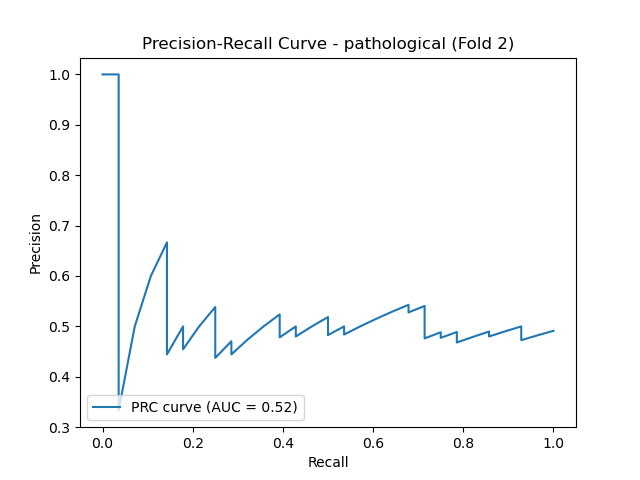 Precision-Recall Curve - pathological (Fold 2)
1.0
0.9
0.8
0.7
0.6
0.5
0.4
0.3
Precision
PRC curve (AUC = 0.52)
0.0 0.2 0.4 0.6 0.8 1.0
Recall